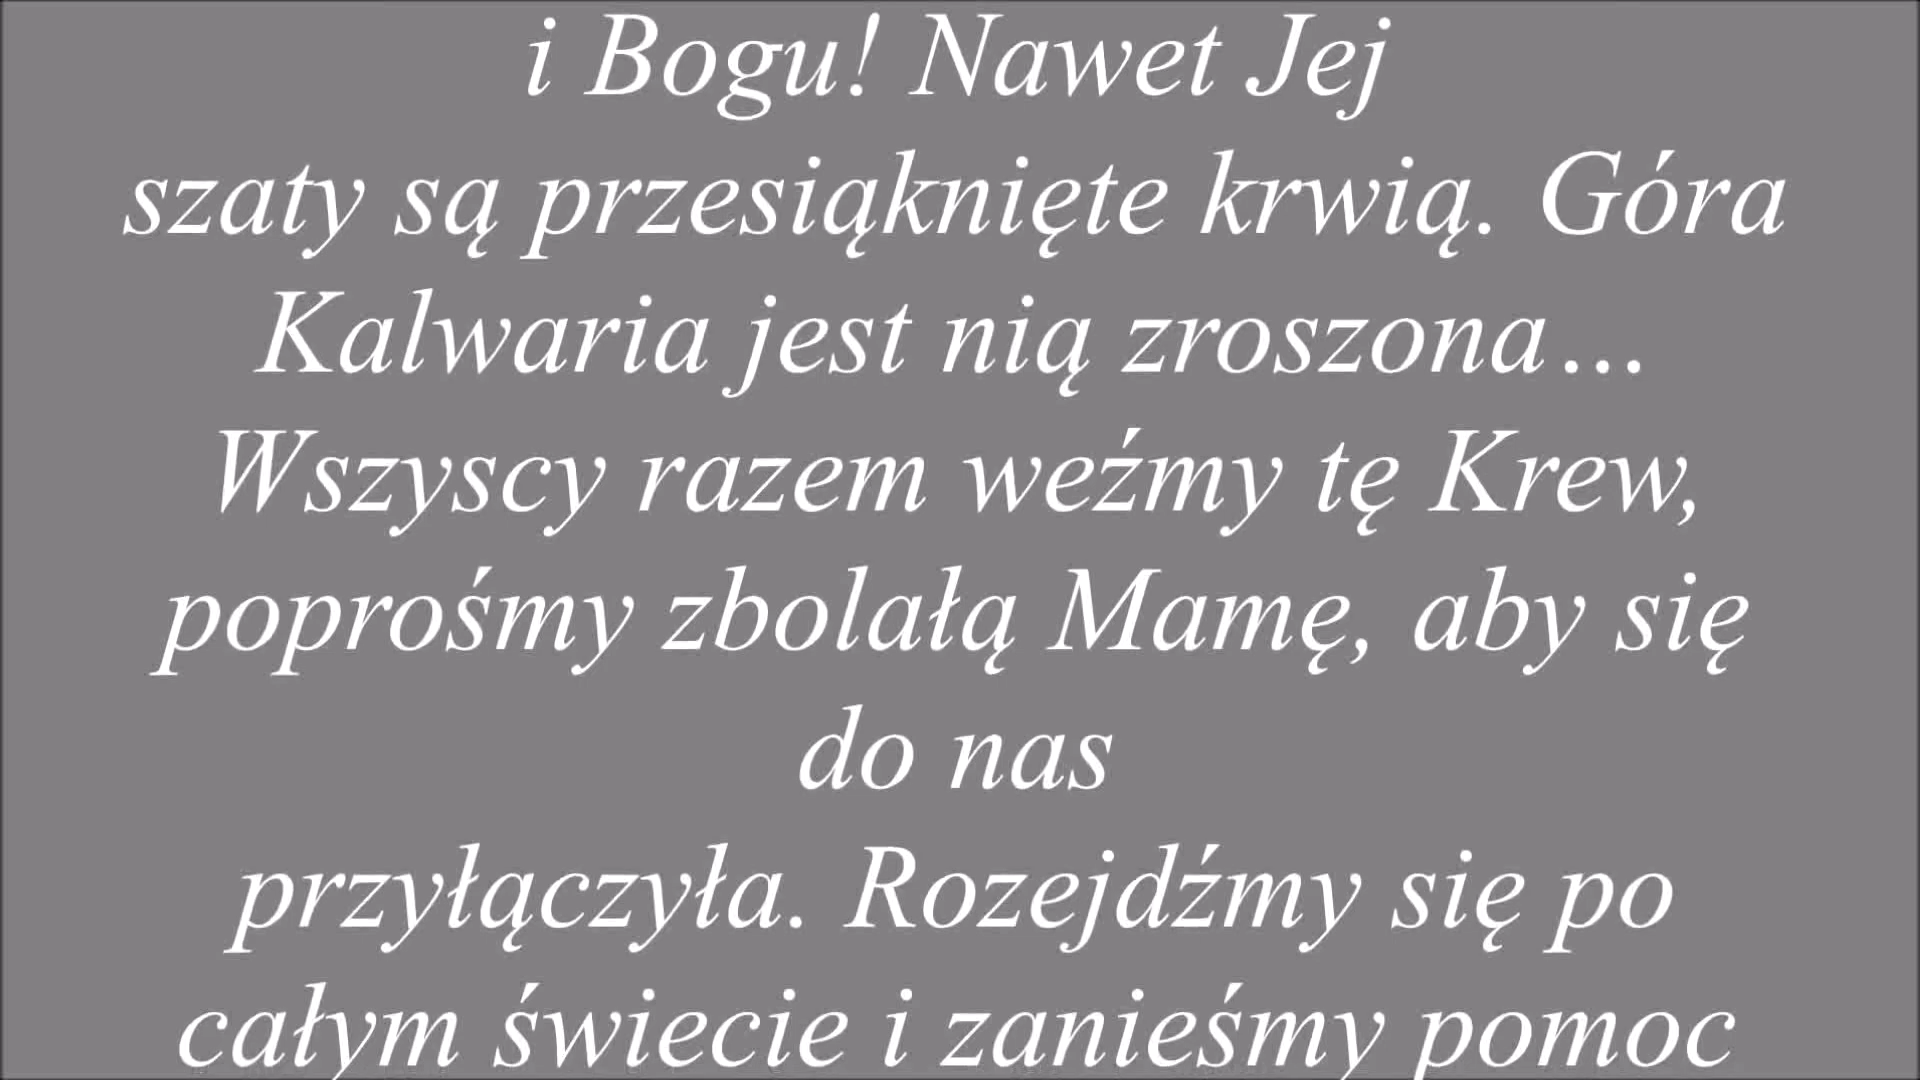 i Bogu! Nawet Jej
szaty są przesiąknięte krwią. Góra
Kalwaria jest nią zroszona…
Wszyscy razem weźmy tę Krew,
poprośmy zbolałą Mamę, aby się
do nas
przyłączyła. Rozejdźmy się po
całym świecie i zanieśmy pomoc